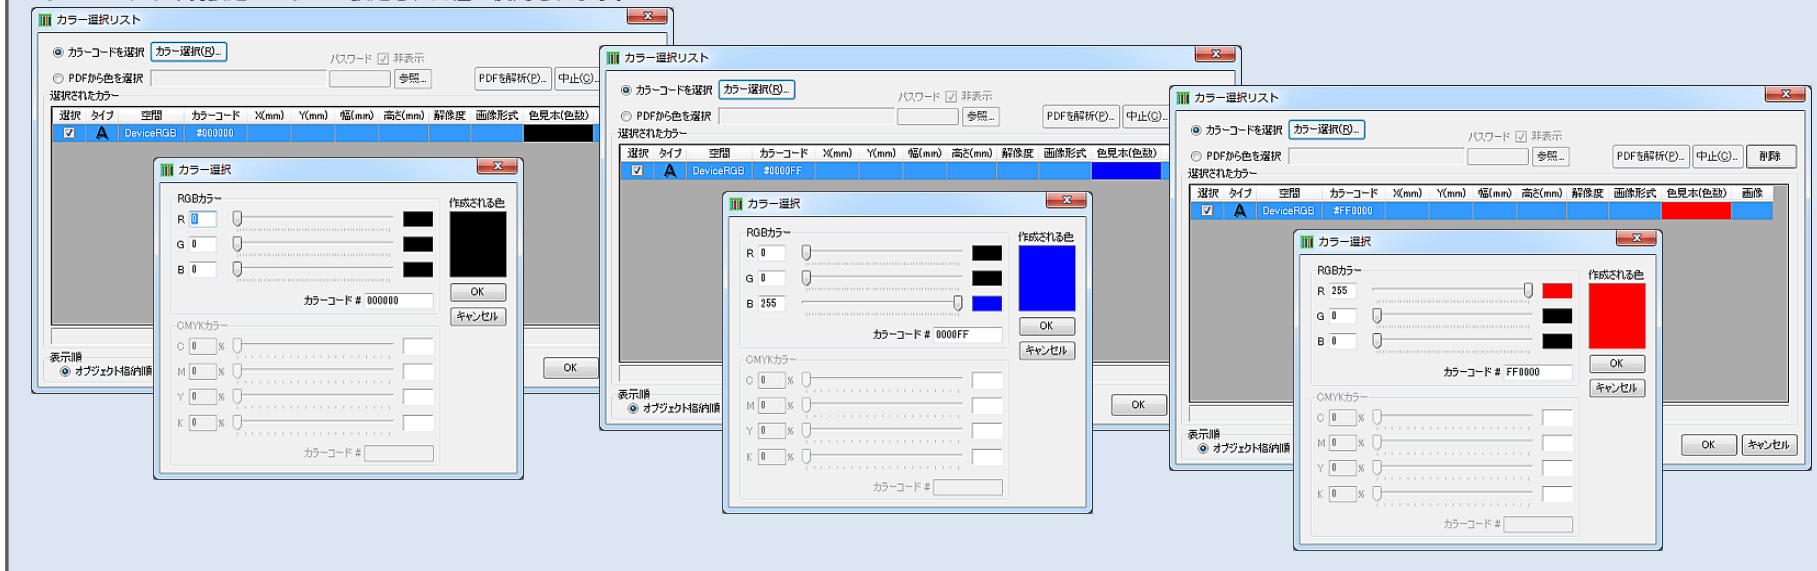 カラー選択リスト
カラーコードを選択 カラー選択(R)...
パスワード 非表示
PDFから色を選択 参照... PDFを解析(P)... 中止(C)...
選択されたカラー
選択 タイプ 空間 カラーコード X(mm) Y(mm) 幅(mm) 高さ(mm) 解像度 画像形式 色見本(色数)
A DeviceRGB #000000
カラー選択
RGBカラー
作成される色
R 0
G 0
B 0
カラーコード # 000000
OK
キャンセル
CMYKカラー
C 0 %
M 0 %
Y 0 %
K 0 %
カラーコード #
表示順
オブジェクト格納順
OK
カラー選択リスト
カラーコードを選択 カラー選択(R)...
パスワード 非表示
PDFから色を選択 参照... PDFを解析(P)... 中止(C)...
選択されたカラー
選択 タイプ 空間 カラーコード X(mm) Y(mm) 幅(mm) 高さ(mm) 解像度 画像形式 色見本(色数)
A DeviceRGB #0000FF
カラー選択
RGBカラー
作成される色
R 0
G 0
B 255
カラーコード # 0000FF
OK
キャンセル
CMYKカラー
C 0 %
M 0 %
Y 0 %
K 0 %
カラーコード #
表示順
オブジェクト格納順
OK
カラー選択リスト
カラーコードを選択 カラー選択(R)...
パスワード 非表示
PDFから色を選択 参照... PDFを解析(P)... 中止(C)... 削除
選択されたカラー
選択 タイプ 空間 カラーコード X(mm) Y(mm) 幅(mm) 高さ(mm) 解像度 画像形式 色見本(色数) 画像
A DeviceRGB #FF0000
カラー選択
RGBカラー
作成される色
R 255
G 0
B 0
カラーコード # FF0000
OK
キャンセル
CMYKカラー
C 0 %
M 0 %
Y 0 %
K 0 %
カラーコード #
表示順
オブジェクト格納順
OK キャンセル